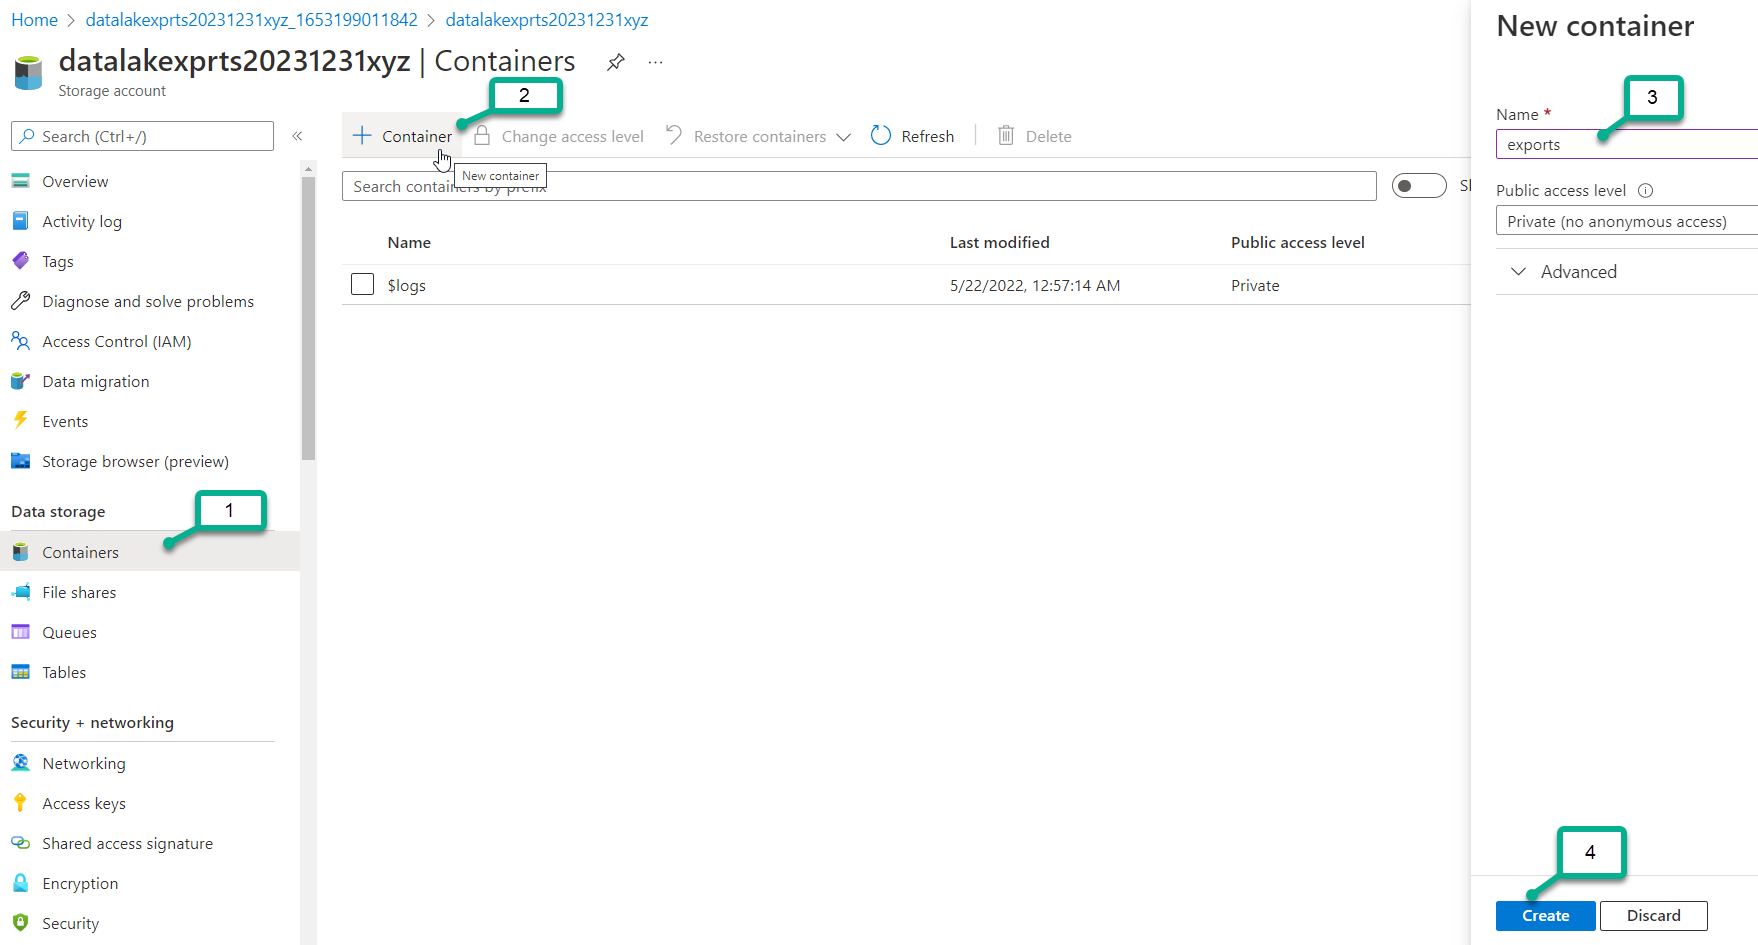 Home > datalakexprts20231231xyz_1653199011842 > datalakexprts20231231xyz
datalakexprts20231231xyz | Containers
Storage account
Search (Ctrl+/)
Overview
Activity log
Tags
Diagnose and solve problems
Access Control (IAM)
Data migration
Events
Storage browser (preview)
Data storage
1
Containers
File shares
Queues
Tables
Security + networking
Networking
Access keys
Shared access signature
Encryption
Security
2
Container
Change access level
Restore containers
Refresh
Delete
New container
Search containers by prefix
Name
Last modified
Public access level
$logs
5/22/2022, 12:57:14 AM
Private
New container
3
Name *
exports
Public access level
Private (no anonymous access)
Advanced
4
Create
Discard